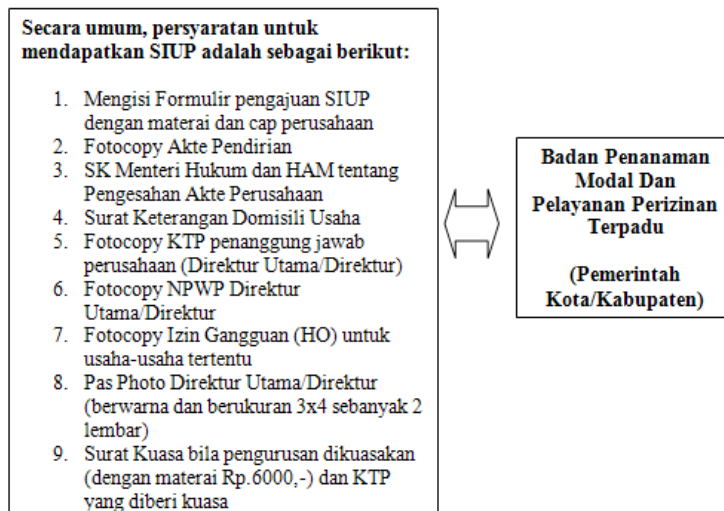 Secara umum, persyaratan untuk
mendapatkan SIUP adalah sebagai berikut:
1. Mengisi Formulir pengajuan SIUP
dengan materai dan cap perusahaan
2. Fotocopy Akte Pendirian
3. SK Menteri Hukum dan HAM tentang
Pengesahan Akte Perusahaan
4. Surat Keterangan Domisili Usaha
5. Fotocopy KTP penanggung jawab
perusahaan (Direktur Utama/Direktur)
6. Fotocopy NPWP Direktur
Utama/Direktur
7. Fotocopy Izin Gangguan (HO) untuk
usaha-usaha tertentu
8. Pas Photo Direktur Utama/Direktur
(berwarna dan berukuran 3x4 sebanyak 2
lembar)
9. Surat Kuasa bila pengurusan dikuasakan
(dengan materai Rp.6000,-) dan KTP
yang diberi kuasa
Badan Penanaman
Modal Dan
Pelayanan Perizinan
Terpadu
(Pemerintah
Kota/Kabupaten)